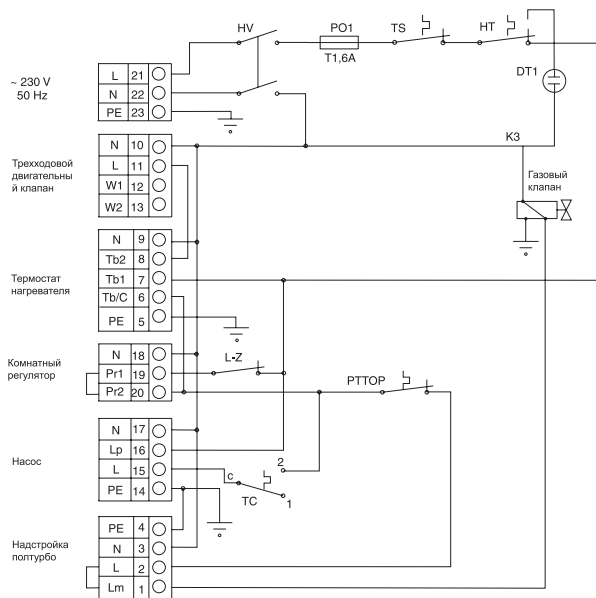 HV
PO1
TS
HT
T1,6A
DT1
~ 230 V
50 Hz
L 21
N 22
PE 23
K3
Трехходовой
двигательны
й клапан
N 10
L 11
W1 12
W2 13
Газовый
клапан
Термостат
нагревателя
N 9
Tb2 8
Tb1 7
Tb/C 6
PE 5
Комнатный
регулятор
N 18
Pr1 19
Pr2 20
L-Z
PTTOP
Насос
N 17
Lp 16
L 15
PE 14
c
2
1
TC
Надстройка
полтурбо
PE 4
N 3
L 2
Lm 1